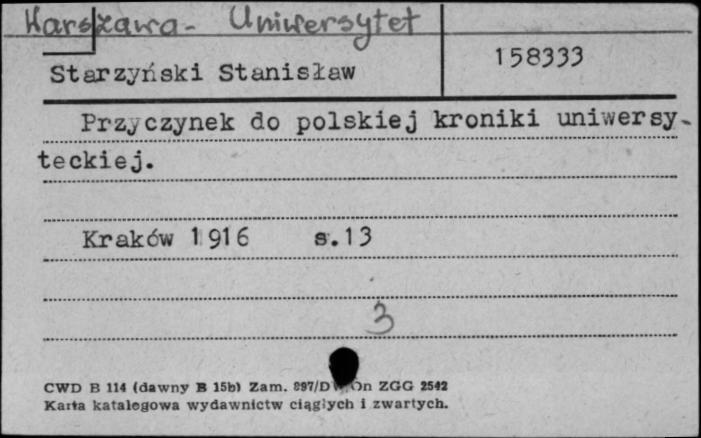 Warszawa - Uniwersytet
Starzyński Stanisław
158333
Przyczynek do polskiej kroniki uniwersy-
teckiej.
Kraków 1916 s.13
3
CWD B 114 (dawny B 15b) Zam. 897/D On ZGG 2542
Karta katalogowa wydawnictw ciągłych i zwartych.